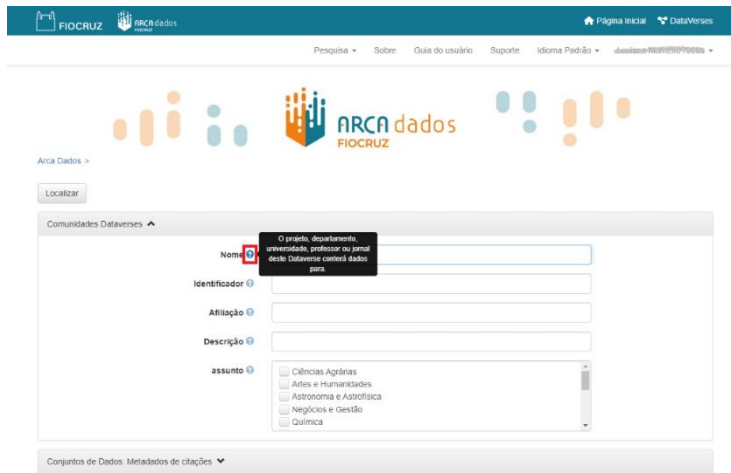 FIOCRUZ ARCA dados FIOCRUZ Página Inicial DataVerses
Pesquisa Sobre Guia do usuário Suporte Idioma Padrão
ARCA dados
FIOCRUZ
Arca Dados >
Localizar
Comunidades Dataverses
O projeto, departamento,
universidade, professor ou jornal
deste Dataverse conterá dados
para.
Nome
Identificador
Afiliação
Descrição
assunto
Ciências Agrárias
Artes e Humanidades
Astronomia e Astrofísica
Negócios e Gestão
Química
Conjuntos de Dados: Metadados de citações